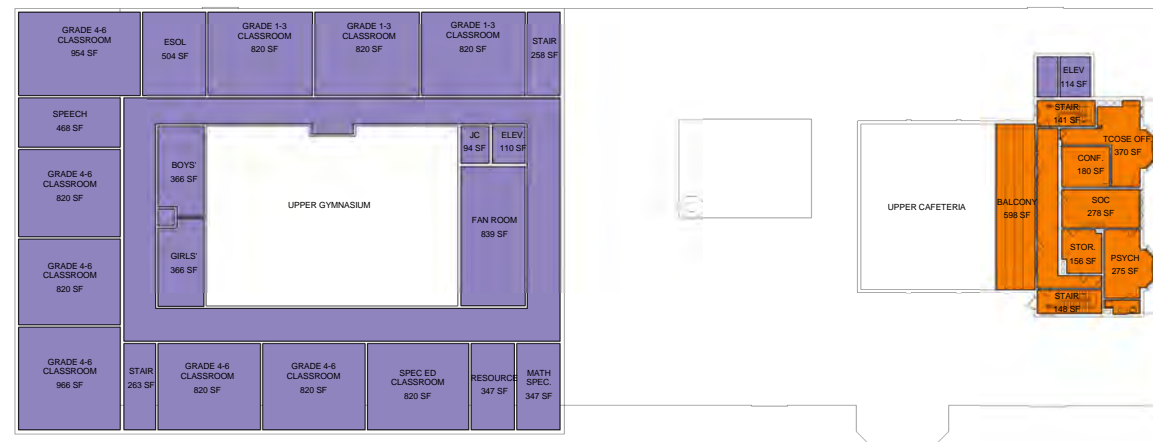 GRADE 4-6
CLASSROOM
954 SF
ESOL
504 SF
GRADE 1-3
CLASSROOM
820 SF
GRADE 1-3
CLASSROOM
820 SF
GRADE 1-3
CLASSROOM
820 SF
STAIR
258 SF
SPEECH
468 SF
GRADE 4-6
CLASSROOM
820 SF
GRADE 4-6
CLASSROOM
820 SF
GRADE 4-6
CLASSROOM
966 SF
BOYS'
366 SF
GIRLS'
366 SF
UPPER GYMNASIUM
JC
94 SF
ELEV.
110 SF
FAN ROOM
839 SF
STAIR
263 SF
GRADE 4-6
CLASSROOM
820 SF
GRADE 4-6
CLASSROOM
820 SF
SPEC ED
CLASSROOM
820 SF
RESOURCE
347 SF
MATH
SPEC.
347 SF
UPPER CAFETERIA
BALCONY
598 SF
ELEV
114 SF
STAIR
141 SF
TCOSE OFF.
370 SF
CONF.
180 SF
SOC
278 SF
STOR.
156 SF
PSYCH
275 SF
STAIR
148 SF